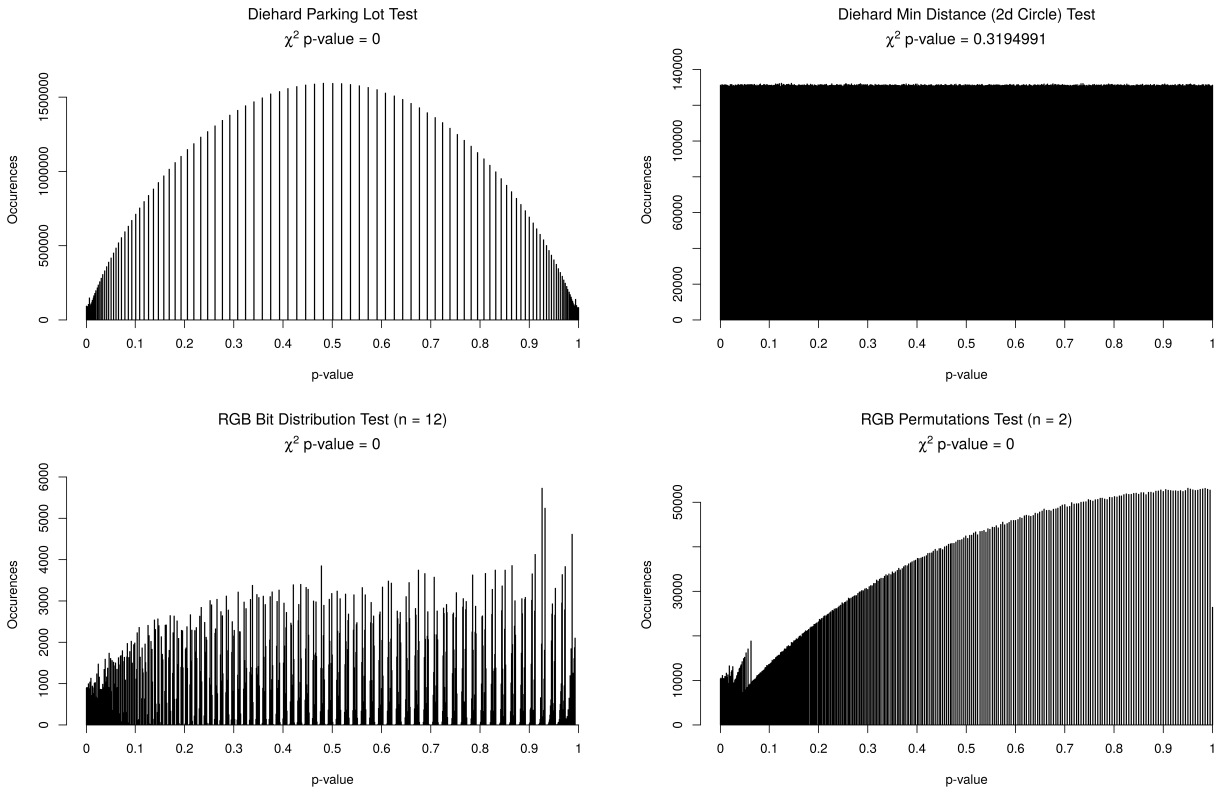 Diehard Parking Lot Test
χ² p-value = 0
Occurences
0
500000
1000000
1500000
0 0.1 0.2 0.3 0.4 0.5 0.6 0.7 0.8 0.9 1
p-value
Diehard Min Distance (2d Circle) Test
χ² p-value = 0.3194991
Occurences
0
20000
60000
100000
140000
0 0.1 0.2 0.3 0.4 0.5 0.6 0.7 0.8 0.9 1
p-value
RGB Bit Distribution Test (n = 12)
χ² p-value = 0
Occurences
0
1000
2000
3000
4000
5000
6000
0 0.1 0.2 0.3 0.4 0.5 0.6 0.7 0.8 0.9 1
p-value
RGB Permutations Test (n = 2)
χ² p-value = 0
Occurences
0
10000
30000
50000
0 0.1 0.2 0.3 0.4 0.5 0.6 0.7 0.8 0.9 1
p-value